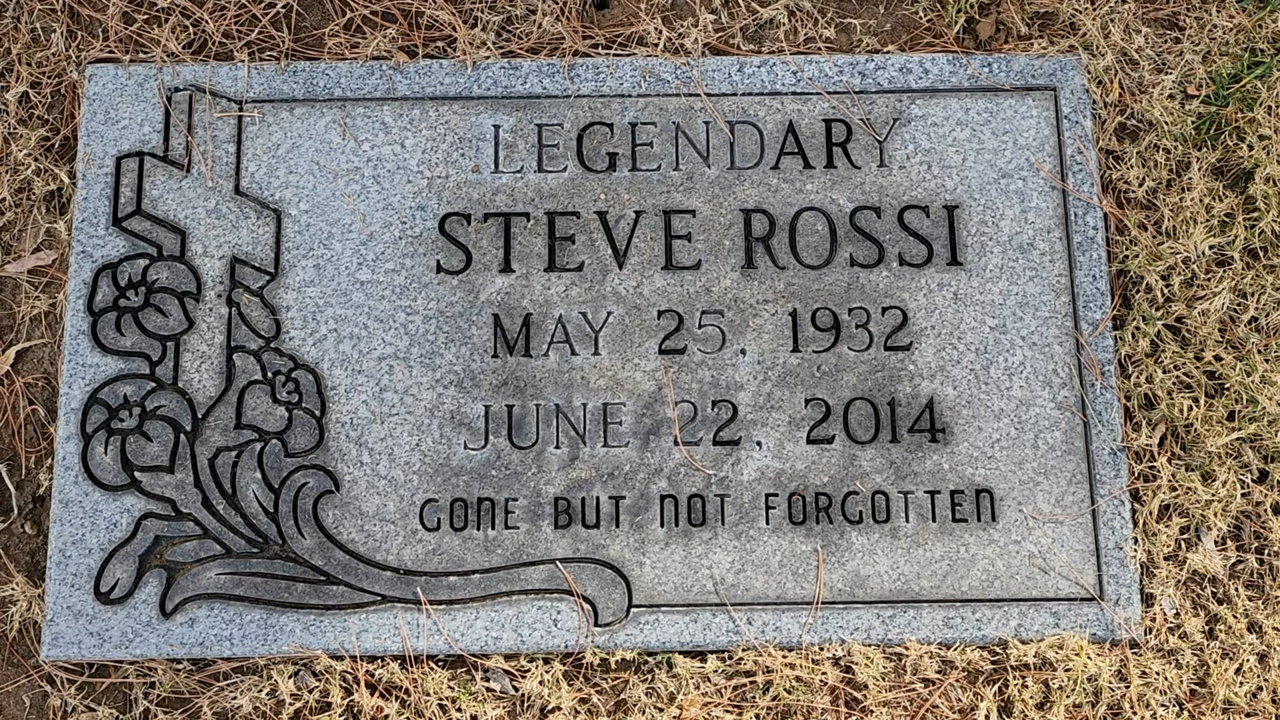 LEGENDARY
STEVE ROSSI
MAY 25, 1932
JUNE 22, 2014
GONE BUT NOT FORGOTTEN